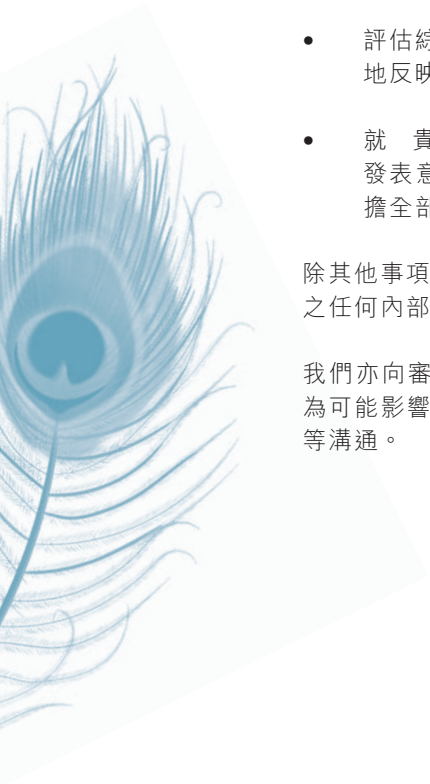 • 評估綜
地反映
• 就 貴
發表意
擔全部
除其他事項
之任何內部
我們亦向審
為可能影響
等溝通。